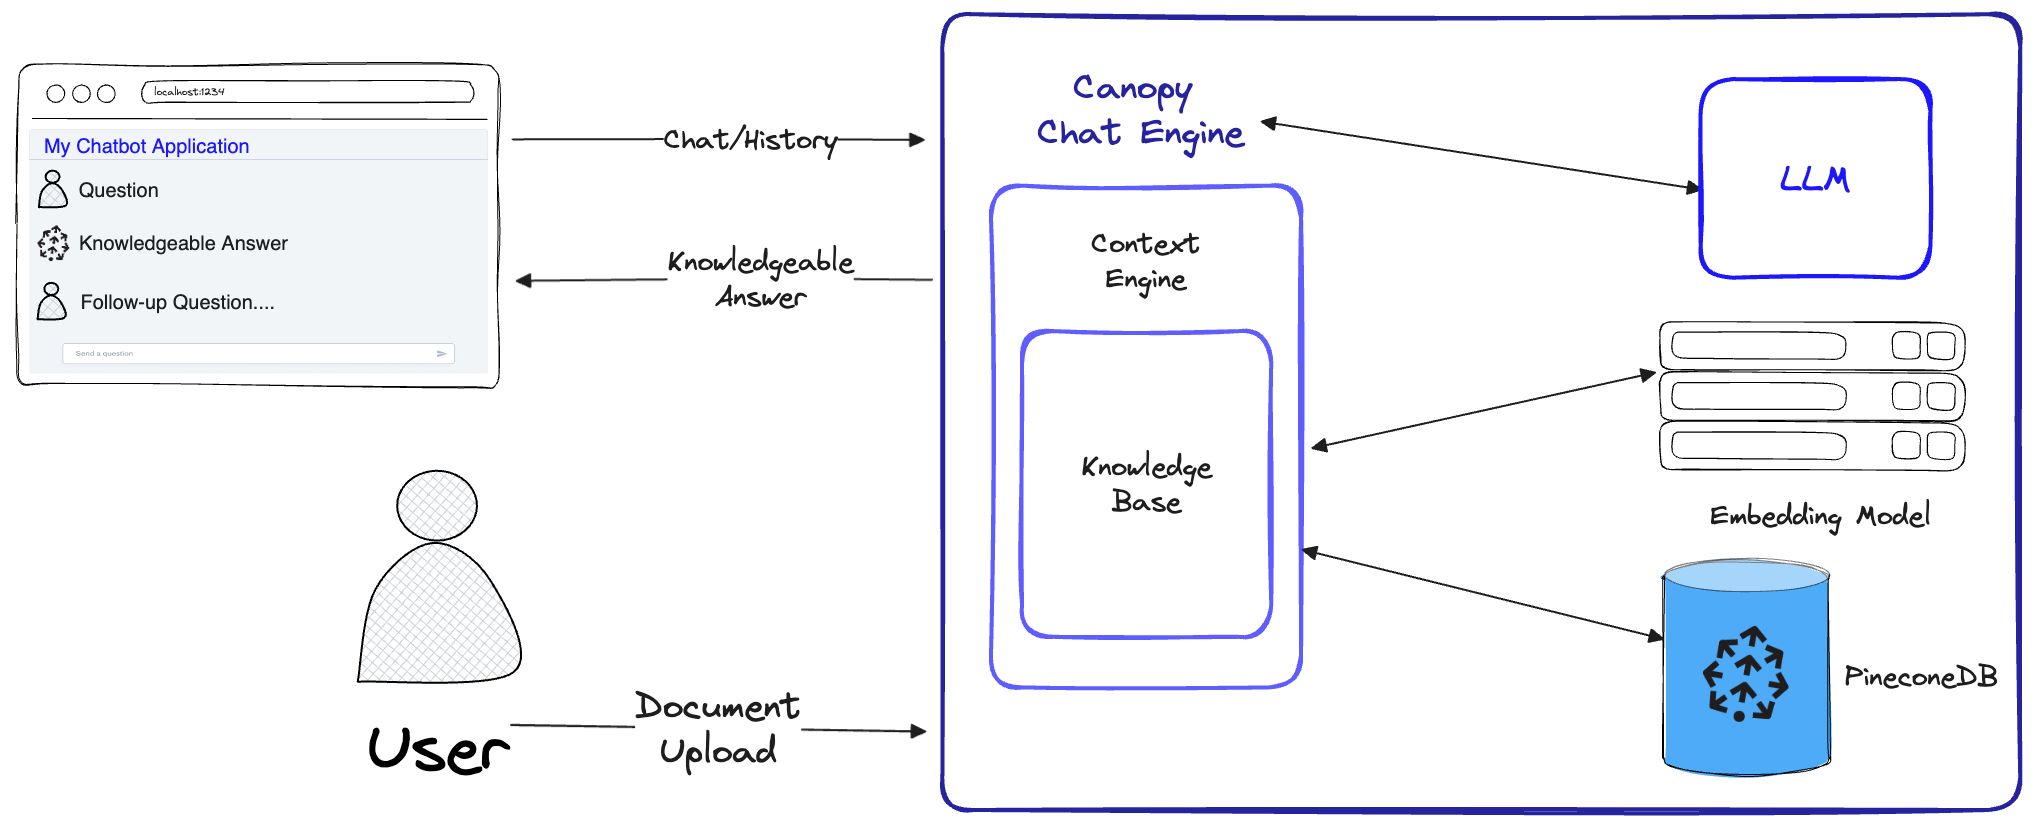 localhost:1234
My Chatbot Application
Question
Knowledgeable Answer
Follow-up Question....
Send a question
Chat/History
Knowledgeable
Answer
User
Document
Upload
Canopy
Chat Engine
Context
Engine
Knowledge
Base
LLM
Embedding Model
PineconeDB